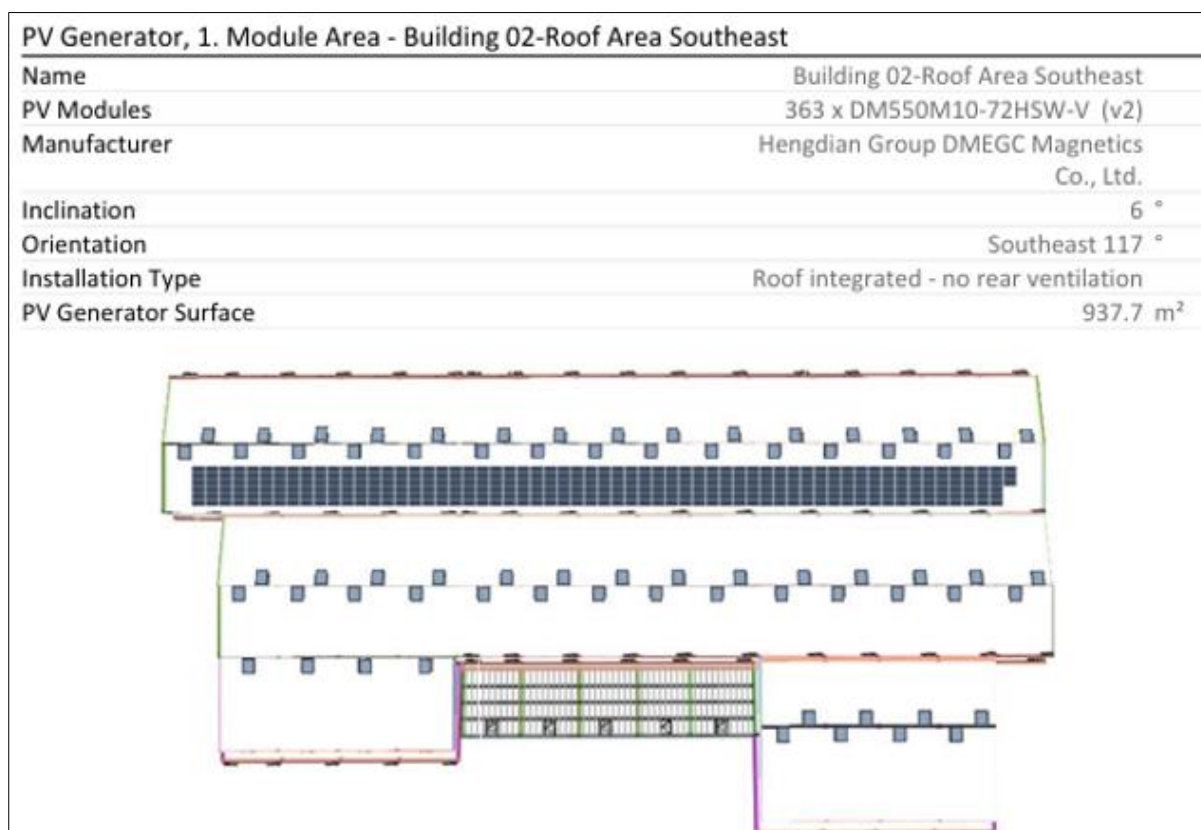 PV Generator, 1. Module Area - Building 02-Roof Area Southeast
Name Building 02-Roof Area Southeast
PV Modules 363 x DM550M10-72HSW-V (v2)
Manufacturer Hengdian Group DMEGC Magnetics
Co., Ltd.
Inclination 6 °
Orientation Southeast 117 °
Installation Type Roof integrated - no rear ventilation
PV Generator Surface 937.7 m²